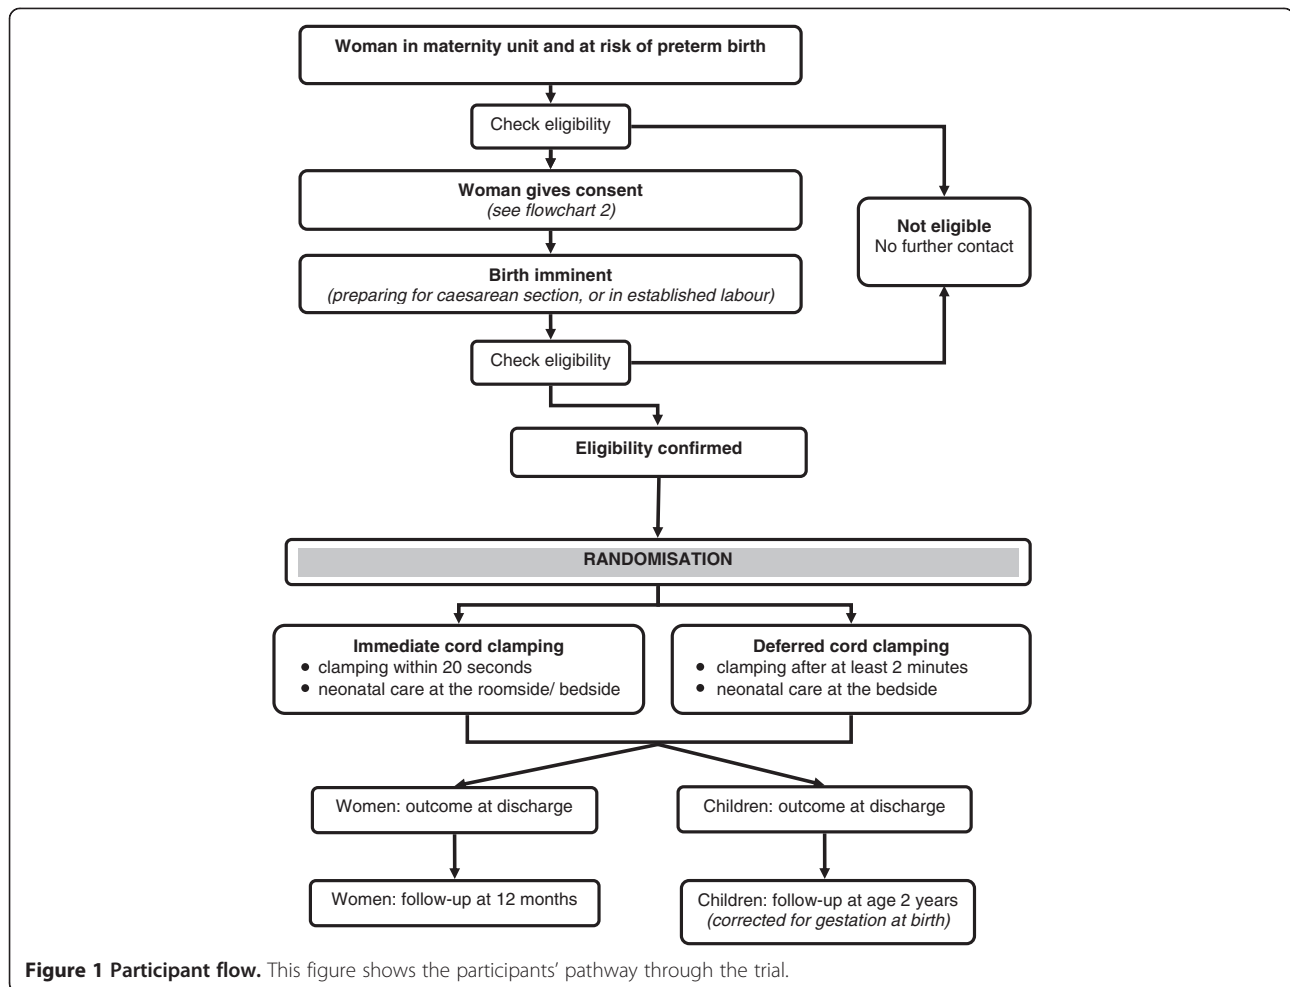 Woman in maternity unit and at risk of preterm birth
Check eligibility
Woman gives consent
(see flowchart 2)
Not eligible
No further contact
Birth imminent
(preparing for caesarean section, or in established labour)
Check eligibility
Eligibility confirmed
RANDOMISATION
Immediate cord clamping
• clamping within 20 seconds
• neonatal care at the roomside/ bedside
Deferred cord clamping
• clamping after at least 2 minutes
• neonatal care at the bedside
Women: outcome at discharge
Children: outcome at discharge
Women: follow-up at 12 months
Children: follow-up at age 2 years
(corrected for gestation at birth)
Figure 1 Participant flow. This figure shows the participants’ pathway through the trial.